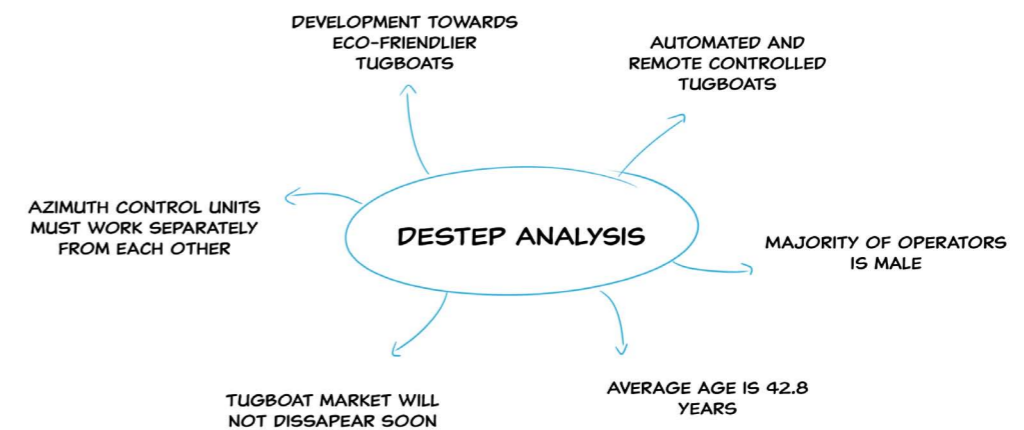 DEVELOPMENT TOWARDS
ECO-FRIENDLIER
TUGBOATS
AUTOMATED AND
REMOTE CONTROLLED
TUGBOATS
AZIMUTH CONTROL UNITS
MUST WORK SEPARATELY
FROM EACH OTHER
DESTEP ANALYSIS
MAJORITY OF OPERATORS
IS MALE
TUGBOAT MARKET WILL
NOT DISSAPEAR SOON
AVERAGE AGE IS 42.8
YEARS